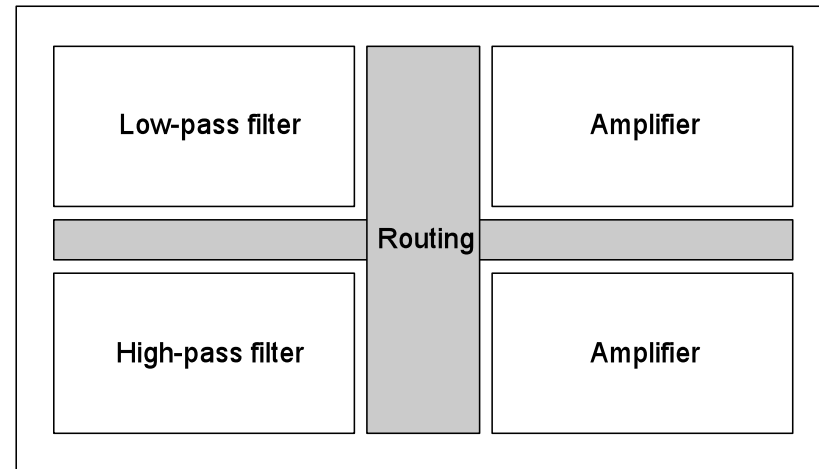 Low-pass filter
Amplifier
Routing
High-pass filter
Amplifier